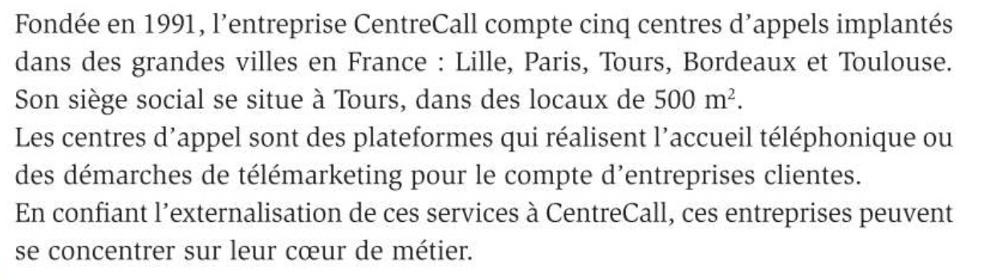 Fondée en 1991, l’entreprise CentreCall compte cinq centres d’appels implantés
dans des grandes villes en France : Lille, Paris, Tours, Bordeaux et Toulouse.
Son siège social se situe à Tours, dans des locaux de 500 m².
Les centres d’appel sont des plateformes qui réalisent l’accueil téléphonique ou
des démarches de télémarketing pour le compte d’entreprises clientes.
En confiant l’externalisation de ces services à CentreCall, ces entreprises peuvent
se concentrer sur leur cœur de métier.